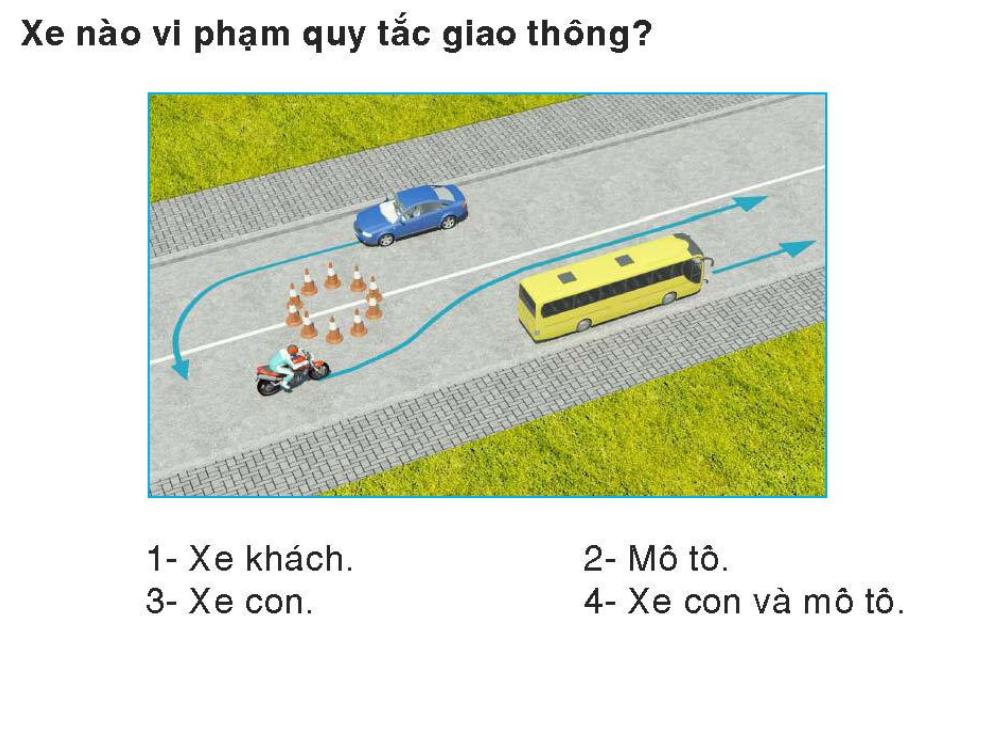 Xe nào vi phạm quy tắc giao thông?
1- Xe khách. 2- Mô tô.
3- Xe con. 4- Xe con và mô tô.